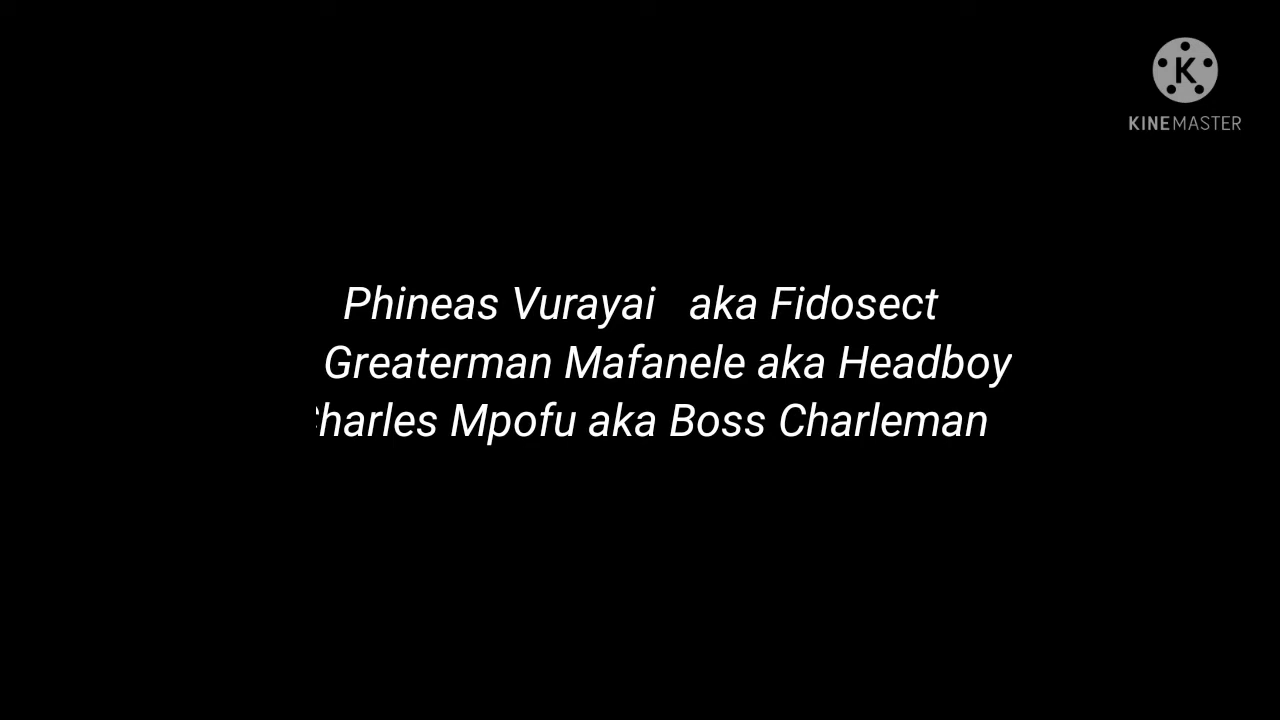 K
KINEMASTER
Phineas Vurayai aka Fidosect
Greaterman Mafanele aka Headboy
Charles Mpofu aka Boss Charleman